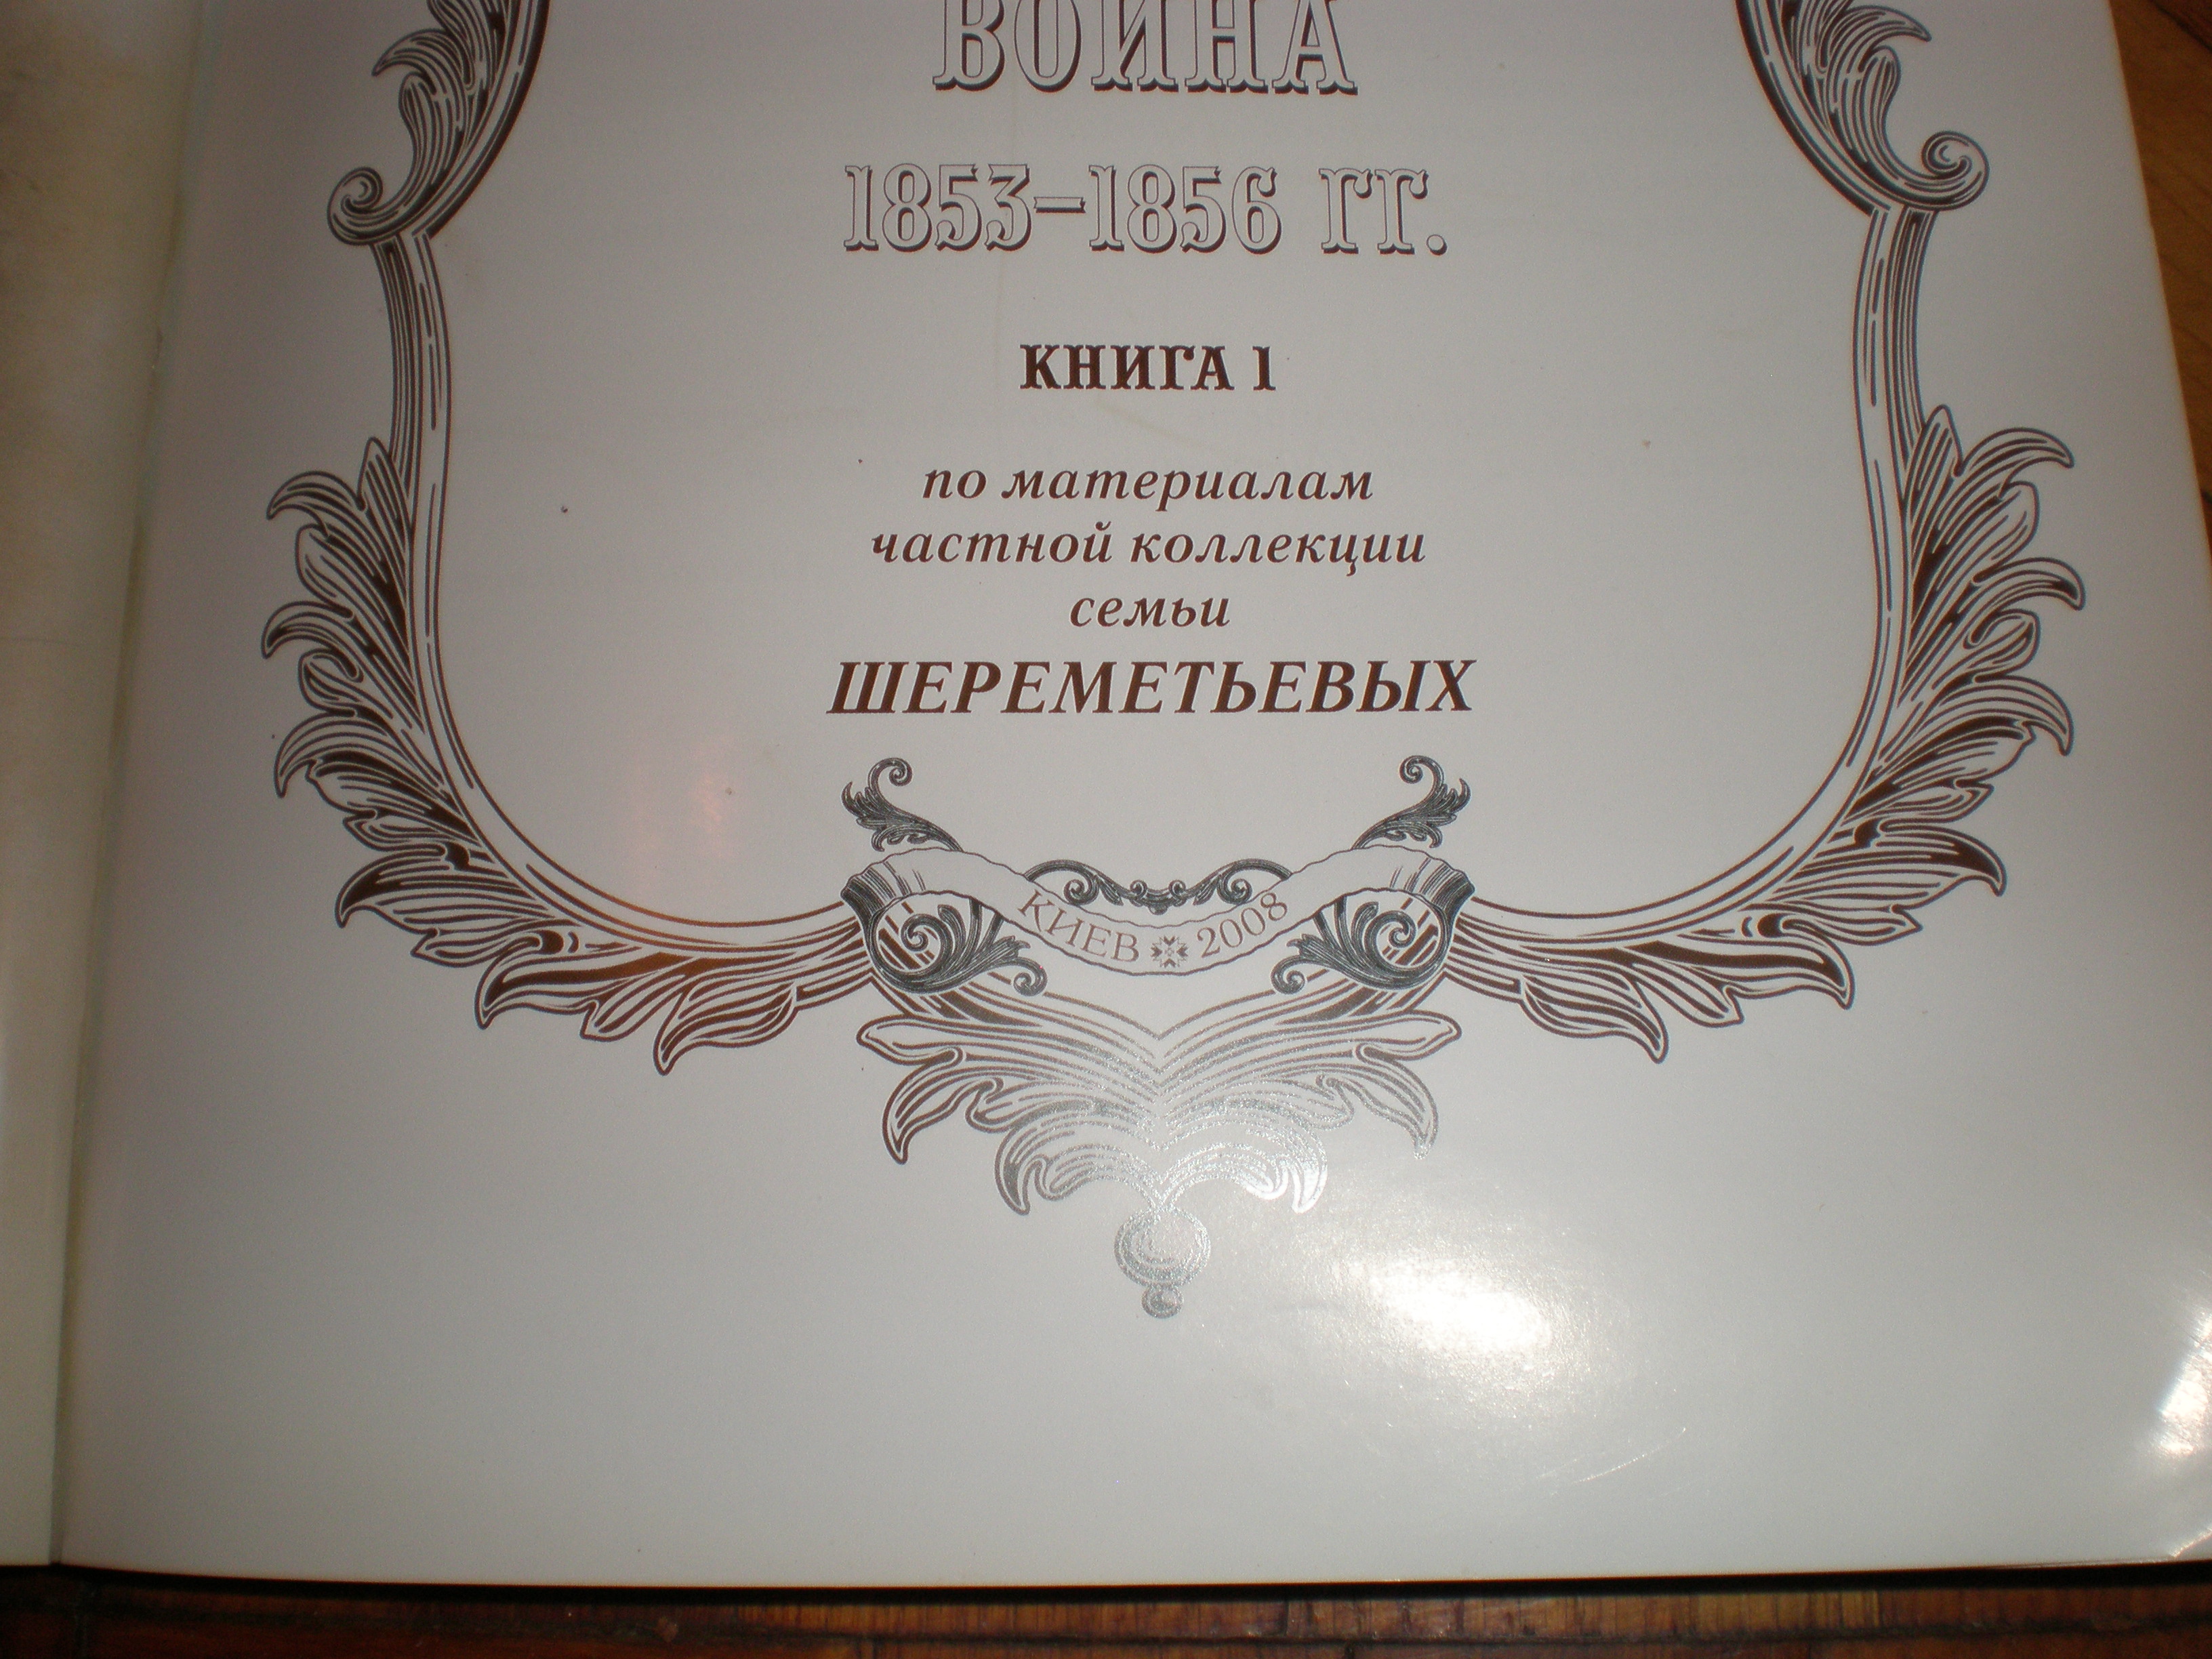 ВОЙНА
1853–1856 ГГ.
КНИГА 1
по материалам
частной коллекции
семьи
ШЕРЕМЕТЬЕВЫХ
КИЕВ 2008